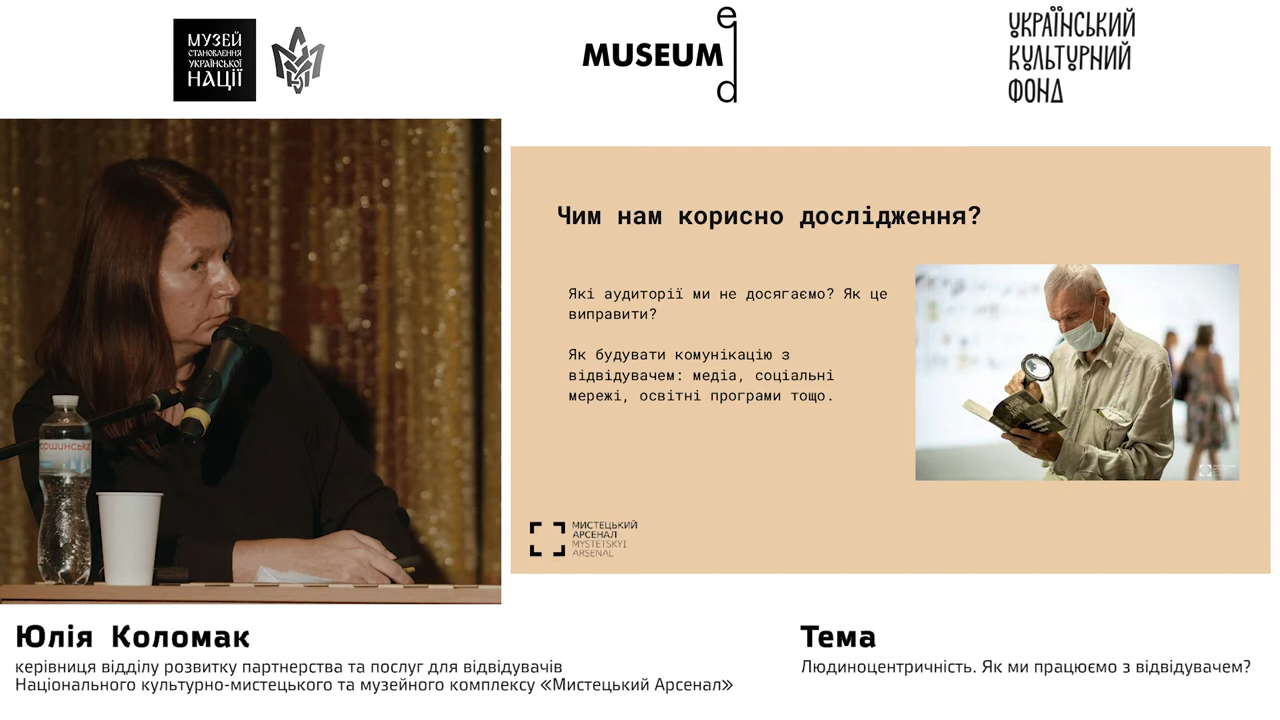 МУЗЕЙ
СТАНОВЛЕННЯ
УКРАЇНСЬКОЇ
НАЦІЇ
MUSEUM
ed
УКРАЇНСЬКИЙ
КУЛЬТУРНИЙ
ФОНД
Чим нам корисно дослідження?
Які аудиторії ми не досягаємо? Як це
виправити?
Як будувати комунікацію з
відвідувачем: медіа, соціальні
мережі, освітні програми тощо.
МИСТЕЦЬКИЙ
АРСЕНАЛ
MYSTETSKYI
ARSENAL
Юлія Коломак
керівниця відділу розвитку партнерства та послуг для відвідувачів
Національного культурно-мистецького та музейного комплексу «Мистецький Арсенал»
Тема
Людиноцентричність. Як ми працюємо з відвідувачем?